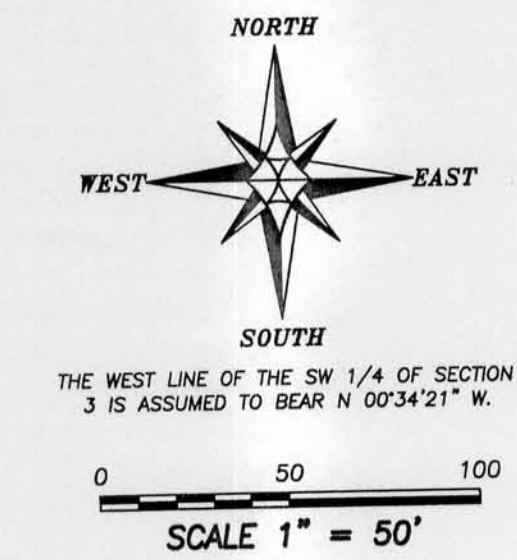 NORTH
WEST EAST
SOUTH
THE WEST LINE OF THE SW 1/4 OF SECTION
3 IS ASSUMED TO BEAR N 00°34'21" W.
0 50 100
SCALE 1" = 50'